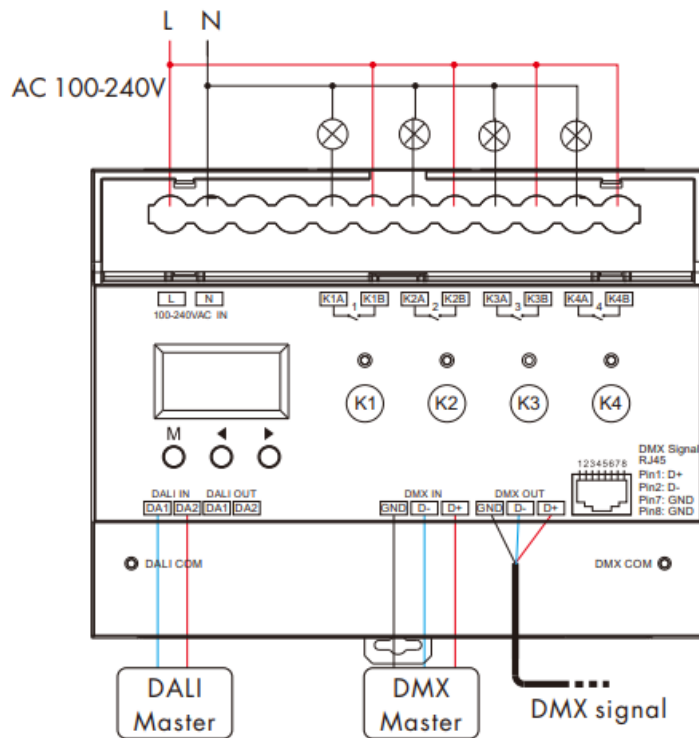 L N
AC 100-240V
L N
100-240VAC IN
K1A K1B K2A K2B K3A K3B K4A K4B
1 2 3 4
K1 K2 K3 K4
M ◀ ▶
DMX Signal
RJ45
12345678
Pin1: D+
Pin2: D-
Pin7: GND
Pin8: GND
DALI IN DALI OUT
DA1 DA2 DA1 DA2
DMX IN DMX OUT
GND D- D+ GND D- D+
DALI COM DMX COM
DALI
Master
DMX
Master
DMX signal